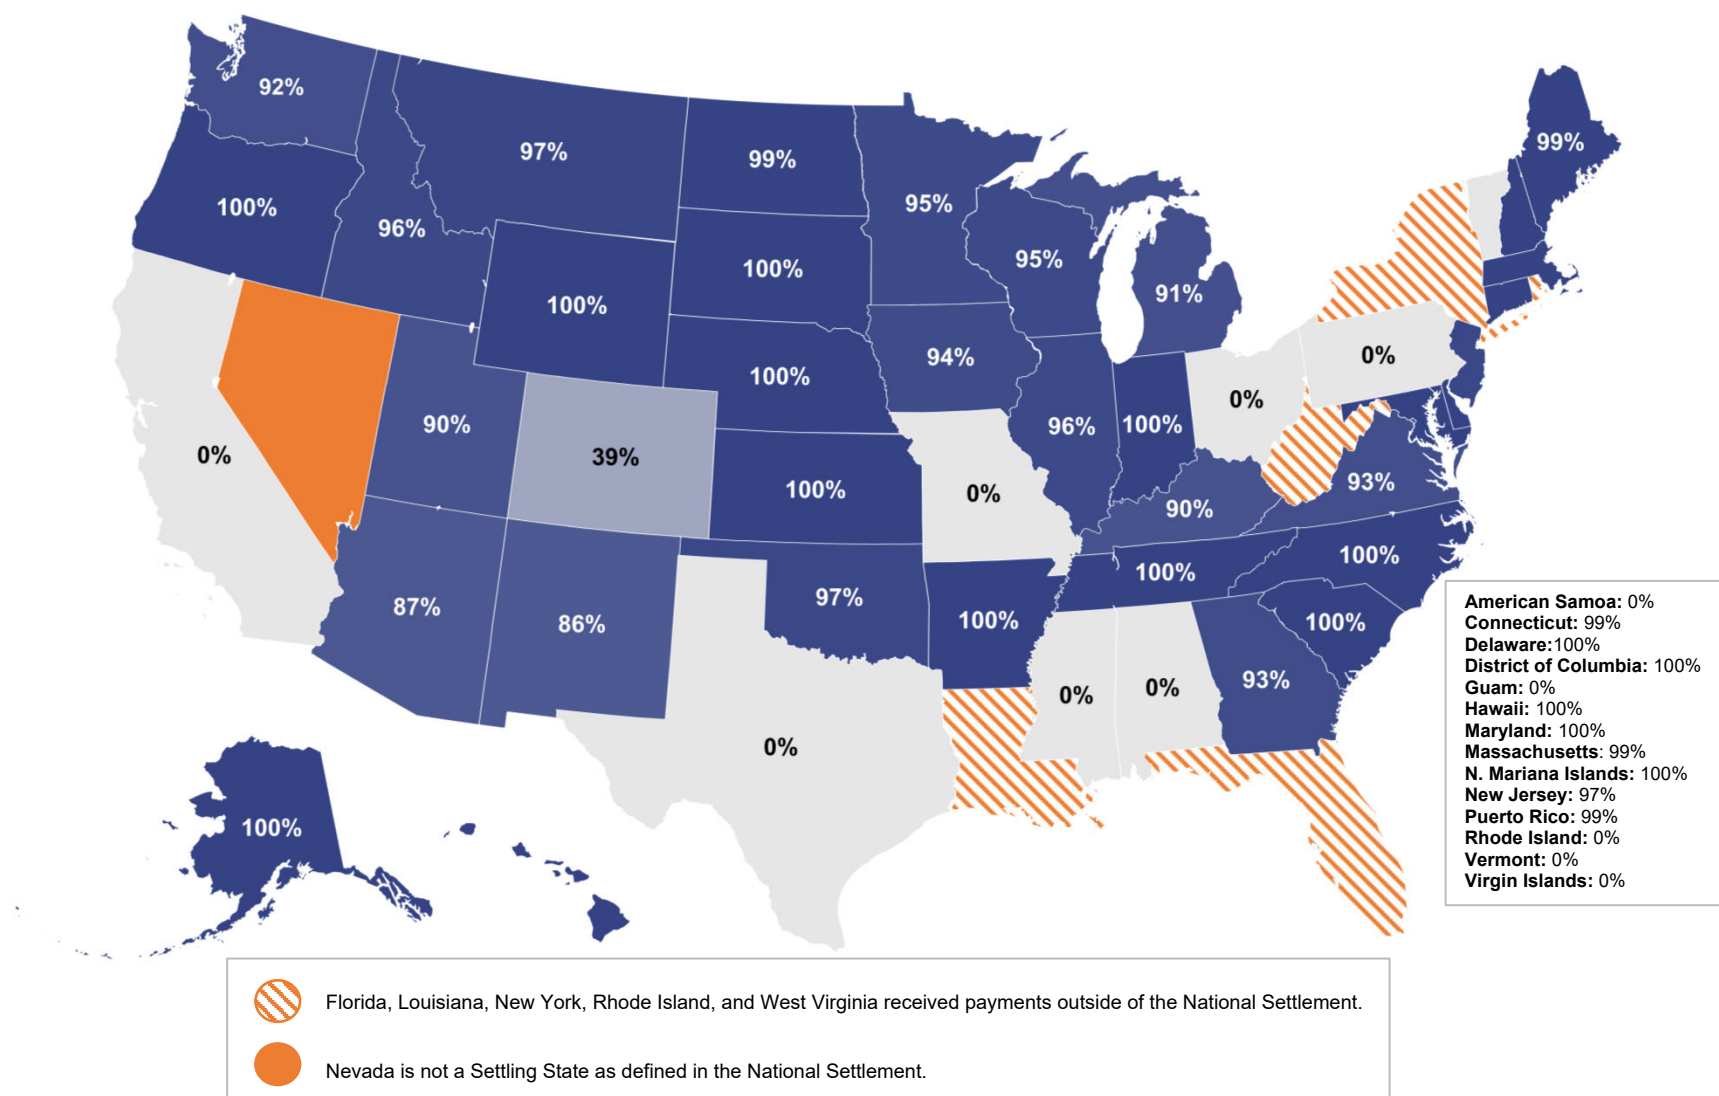 92%
97%
99%
99%
100%
96%
95%
100%
95%
91%
100%
94%
100%
0%
0%
90%
39%
96%
100%
0%
100%
0%
93%
90%
100%
100%
87%
86%
97%
100%
100%
0%
0%
93%
0%
100%
American Samoa: 0%
Connecticut: 99%
Delaware:100%
District of Columbia: 100%
Guam: 0%
Hawaii: 100%
Maryland: 100%
Massachusetts: 99%
N. Mariana Islands: 100%
New Jersey: 97%
Puerto Rico: 99%
Rhode Island: 0%
Vermont: 0%
Virgin Islands: 0%
Florida, Louisiana, New York, Rhode Island, and West Virginia received payments outside of the National Settlement.
Nevada is not a Settling State as defined in the National Settlement.